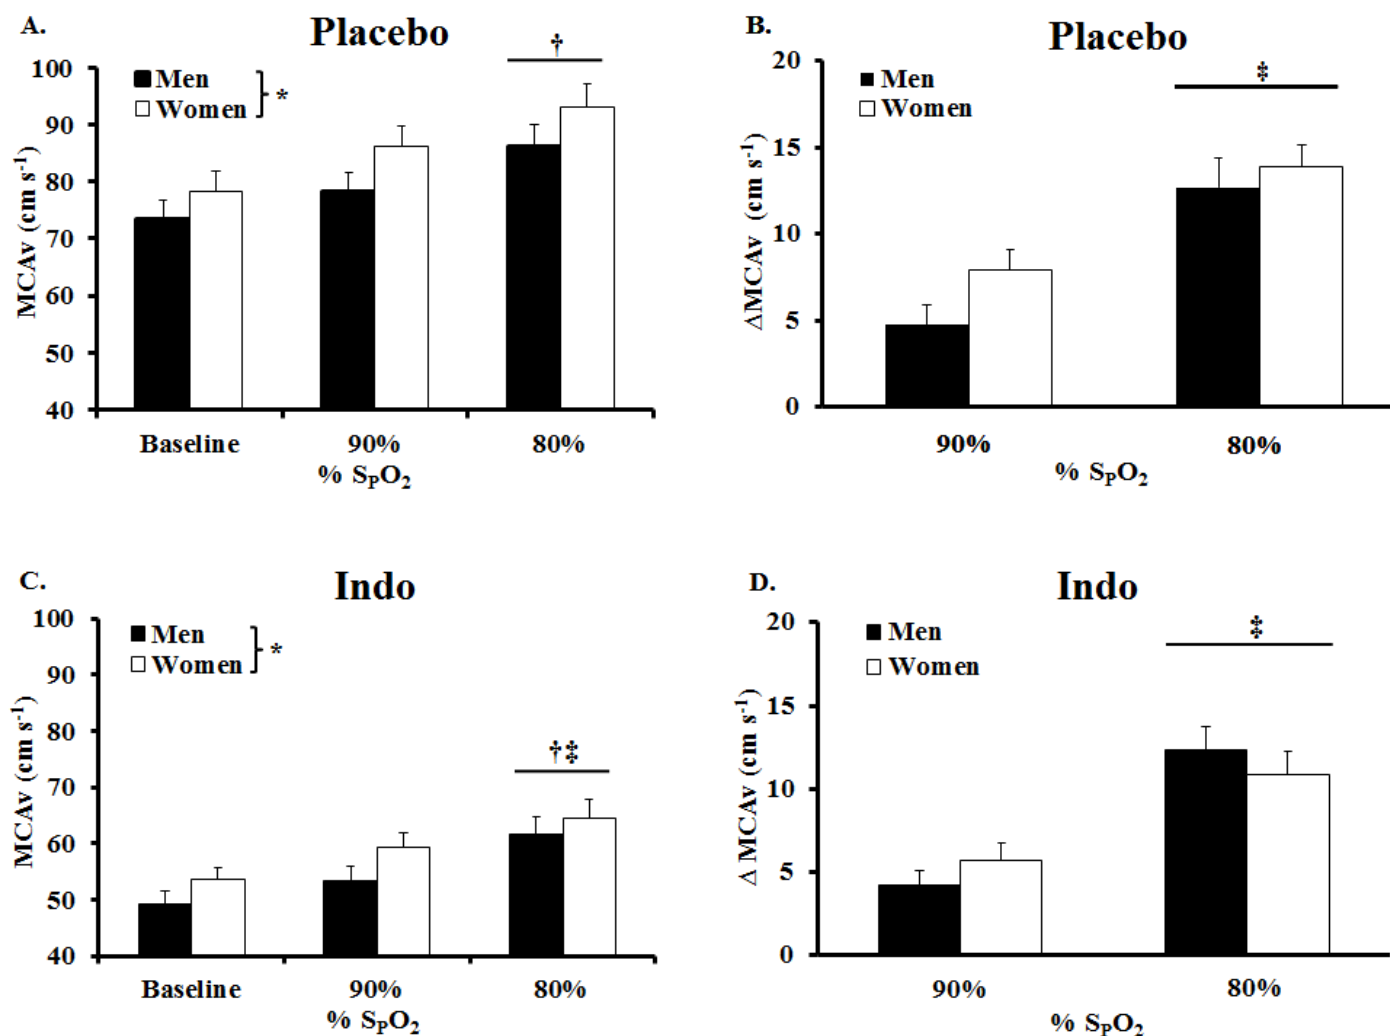 A.
Placebo
†
100
90
80
70
60
50
40
MCAv (cm s⁻¹)
Men
Women
*
Baseline
90%
80%
% SPO₂
B.
Placebo
‡
20
15
10
5
0
ΔMCAv (cm s⁻¹)
Men
Women
90%
80%
% SPO₂
C.
Indo
100
90
80
70
60
50
40
MCAv (cm s⁻¹)
Men
Women
*
†‡
Baseline
90%
80%
% SPO₂
D.
Indo
‡
20
15
10
5
0
Δ MCAv (cm s⁻¹)
Men
Women
90%
80%
% SPO₂